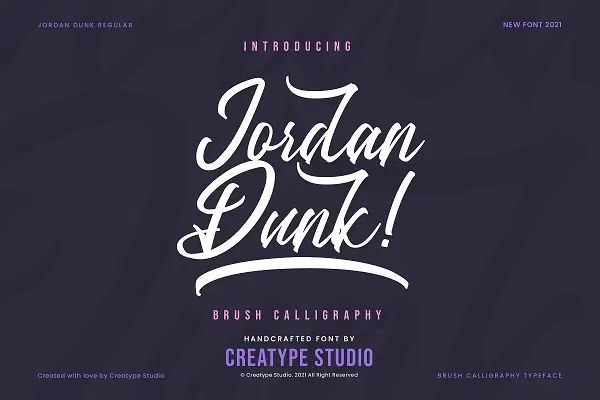 JORDAN DUNK REGULAR
NEW FONT 2021
INTRODUCING
Jordan
Dunk!
BRUSH CALLIGRAPHY
HANDCRAFTED FONT BY
CREATYPE STUDIO
© Creatype Studio. 2021 All Right Reserved
Created with love by Creatype Studio
BRUSH CALLIGRAPHY TYPEFACE